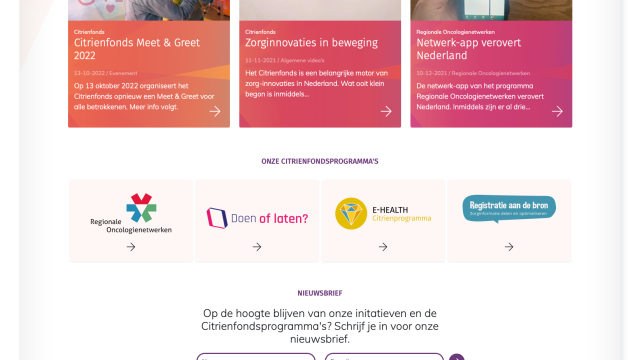 Citrienfonds
Citrienfonds Meet & Greet
2022
13-10-2022 / Evenement
Op 13 oktober 2022 organiseert het
Citrienfonds opnieuw een Meet & Greet voor
alle betrokkenen. Meer info volgt.
Citrienfonds
Zorginnovaties in beweging
11-11-2021 / Algemene video's
Het Citrienfonds is een belangrijke motor van
zorg-innovaties in Nederland. Wat ooit klein
begon is inmiddels...
Regionale Oncologienetwerken
Netwerk-app verovert
Nederland
10-12-2021 / Regionale Oncologienetwerken
De netwerk-app van het programma
Regionale Oncologienetwerken verovert
Nederland. Inmiddels zijn er al drie...
ONZE CITRIENFONDSPROGRAMMA'S
Regionale
Oncologienetwerken
Doen of laten?
E-HEALTH
Citrienprogramma
Registratie aan de bron
Zorginformatie delen en optimaliseren
NIEUWSBRIEF
Op de hoogte blijven van onze initatieven en de
Citrienfondsprogramma's? Schrijf je in voor onze
nieuwsbrief.